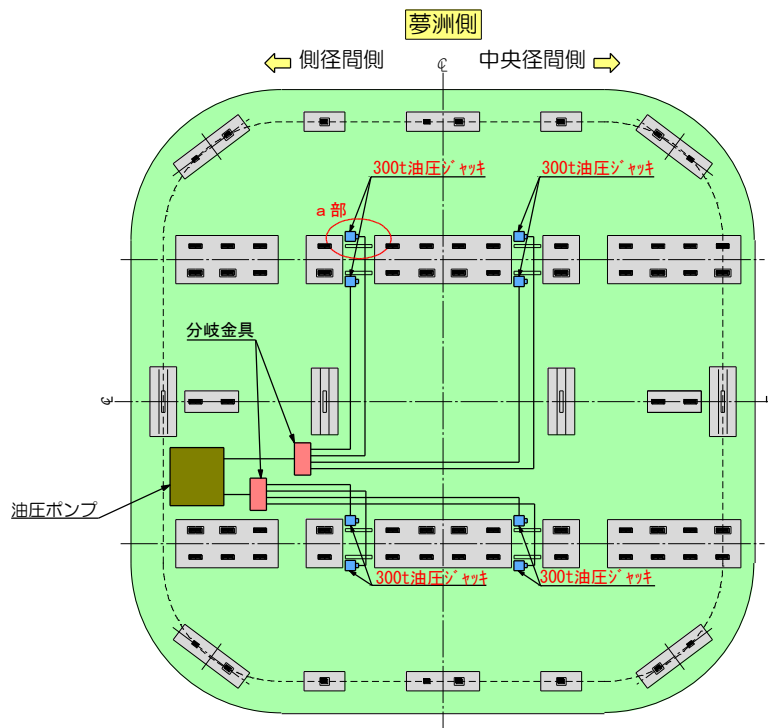 夢洲側
側径間側
中央径間側
℄
300t油圧ジャッキ
300t油圧ジャッキ
a部
分岐金具
℄
油圧ポンプ
300t油圧ジャッキ
300t油圧ジャッキ